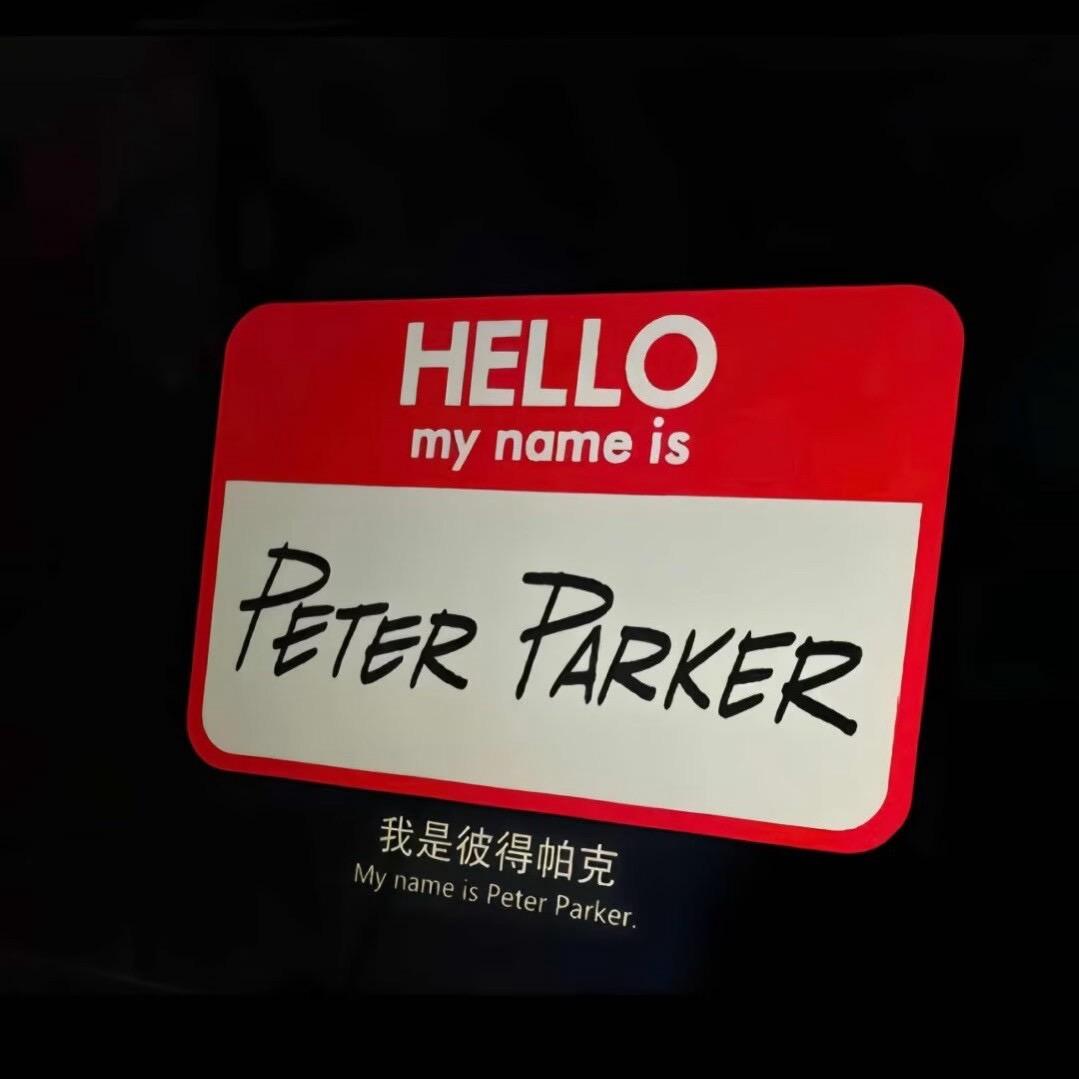 HELLO
my name is
PETER PARKER
我是彼得帕克
My name is Peter Parker.